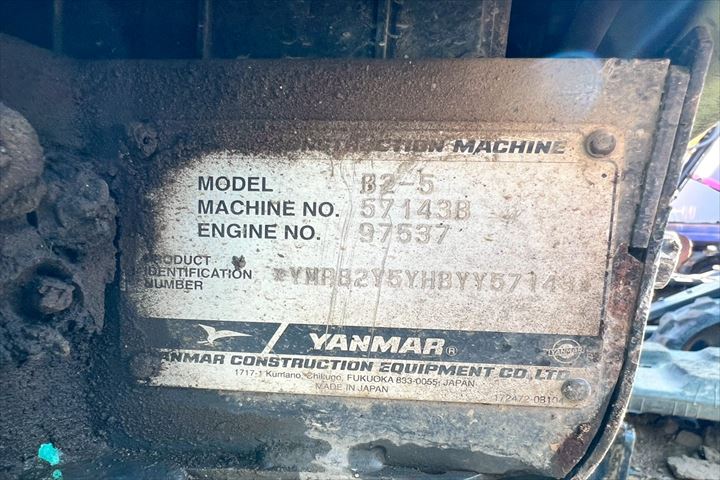 CONSTRUCTION MACHINE
MODEL B2-5
MACHINE NO. 57143B
ENGINE NO. 97537
PRODUCT
IDENTIFICATION
NUMBER
YANMAR®
YANMAR CONSTRUCTION EQUIPMENT CO., LTD.
1717-1 Kumano, Chikugo, FUKUOKA 833-0055, JAPAN
MADE IN JAPAN